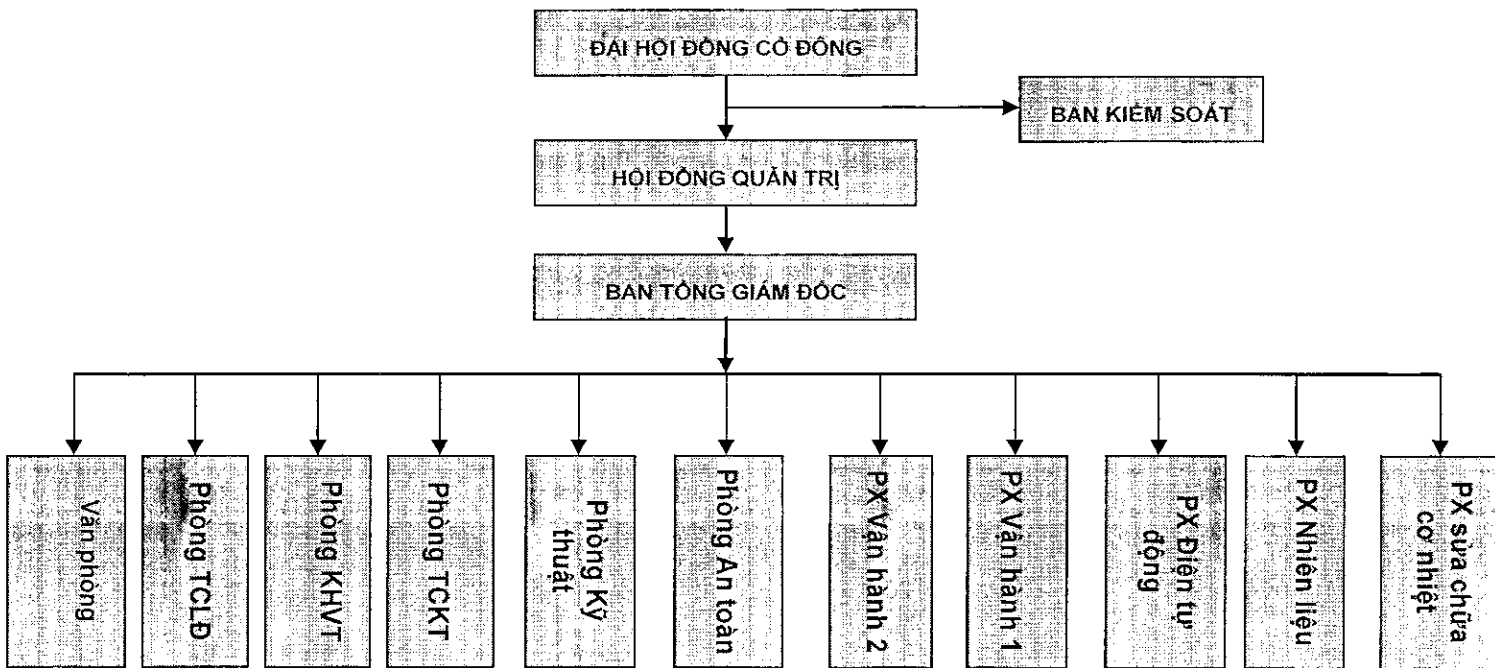 ĐẠI HỘI ĐỒNG CỔ ĐÔNG
BAN KIỂM SOÁT
HỘI ĐỒNG QUẢN TRỊ
BAN TỔNG GIÁM ĐỐC
Văn phòng
Phòng TCLĐ
Phòng KHVT
Phòng TCKT
Phòng Kỹ
thuật
Phòng An toàn
PX Vận hành 2
PX Vận hành 1
PX Điện tự
động
PX Nhiên liệu
PX sửa chữa
cơ nhiệt